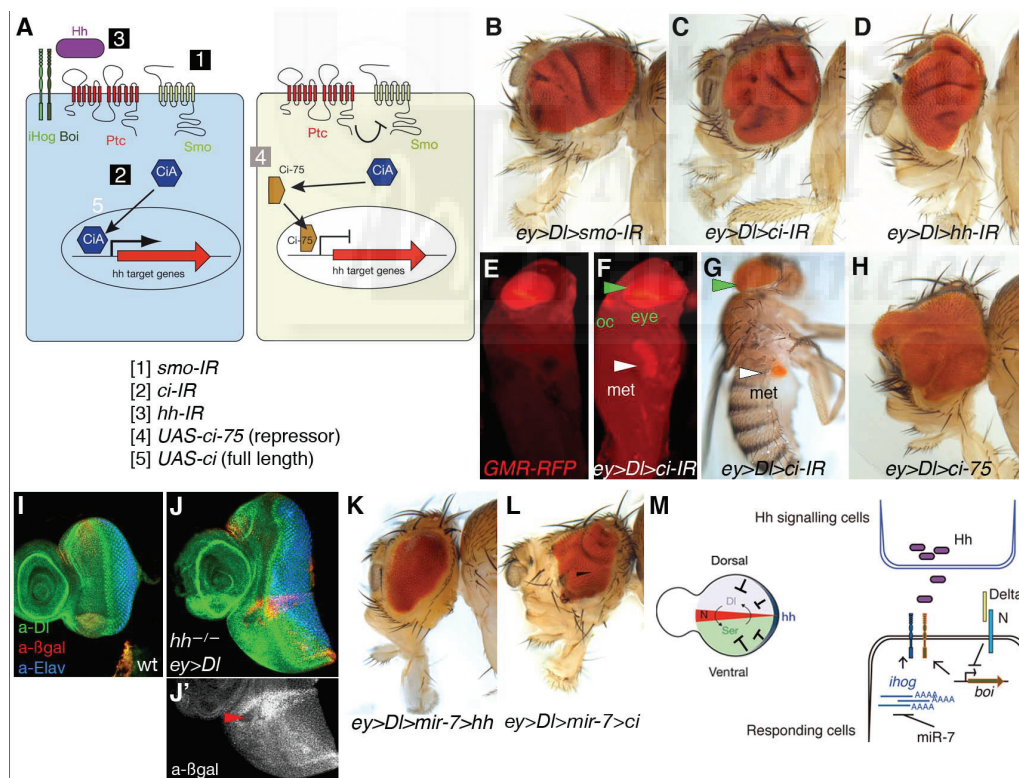 A
Hh
3
1
iHog Boi
Ptc
Smo
2
CiA
5
CiA
hh target genes
Ptc
Smo
4
Ci-75
CiA
Ci-75
hh target genes
[1] smo-IR
[2] ci-IR
[3] hh-IR
[4] UAS-ci-75 (repressor)
[5] UAS-ci (full length)
B
ey>Dl>smo-IR
C
ey>Dl>ci-IR
D
ey>Dl>hh-IR
E
GMR-RFP
F
oc
eye
met
ey>Dl>ci-IR
G
met
ey>Dl>ci-IR
H
ey>Dl>ci-75
I
a-Dl
a-ßgal
a-Elav
wt
J
hh-/-
ey>Dl
J'
a-ßgal
K
ey>Dl>mir-7>hh
L
ey>Dl>mir-7>ci
M
Dorsal
Dl
N
hh
Ser
Ventral
Hh signalling cells
Hh
Delta
N
ihog
boi
AAAA
AAAA
AAAA
miR-7
Responding cells